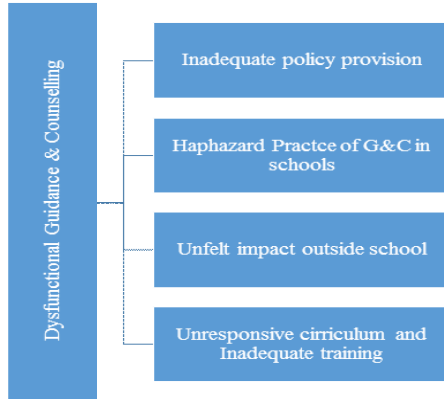 Dysfunctional Guidance & Counselling
Inadequate policy provision
Haphazard Practce of G&C in
schools
Unfelt impact outside school
Unresponsive cirriculum and
Inadequate training